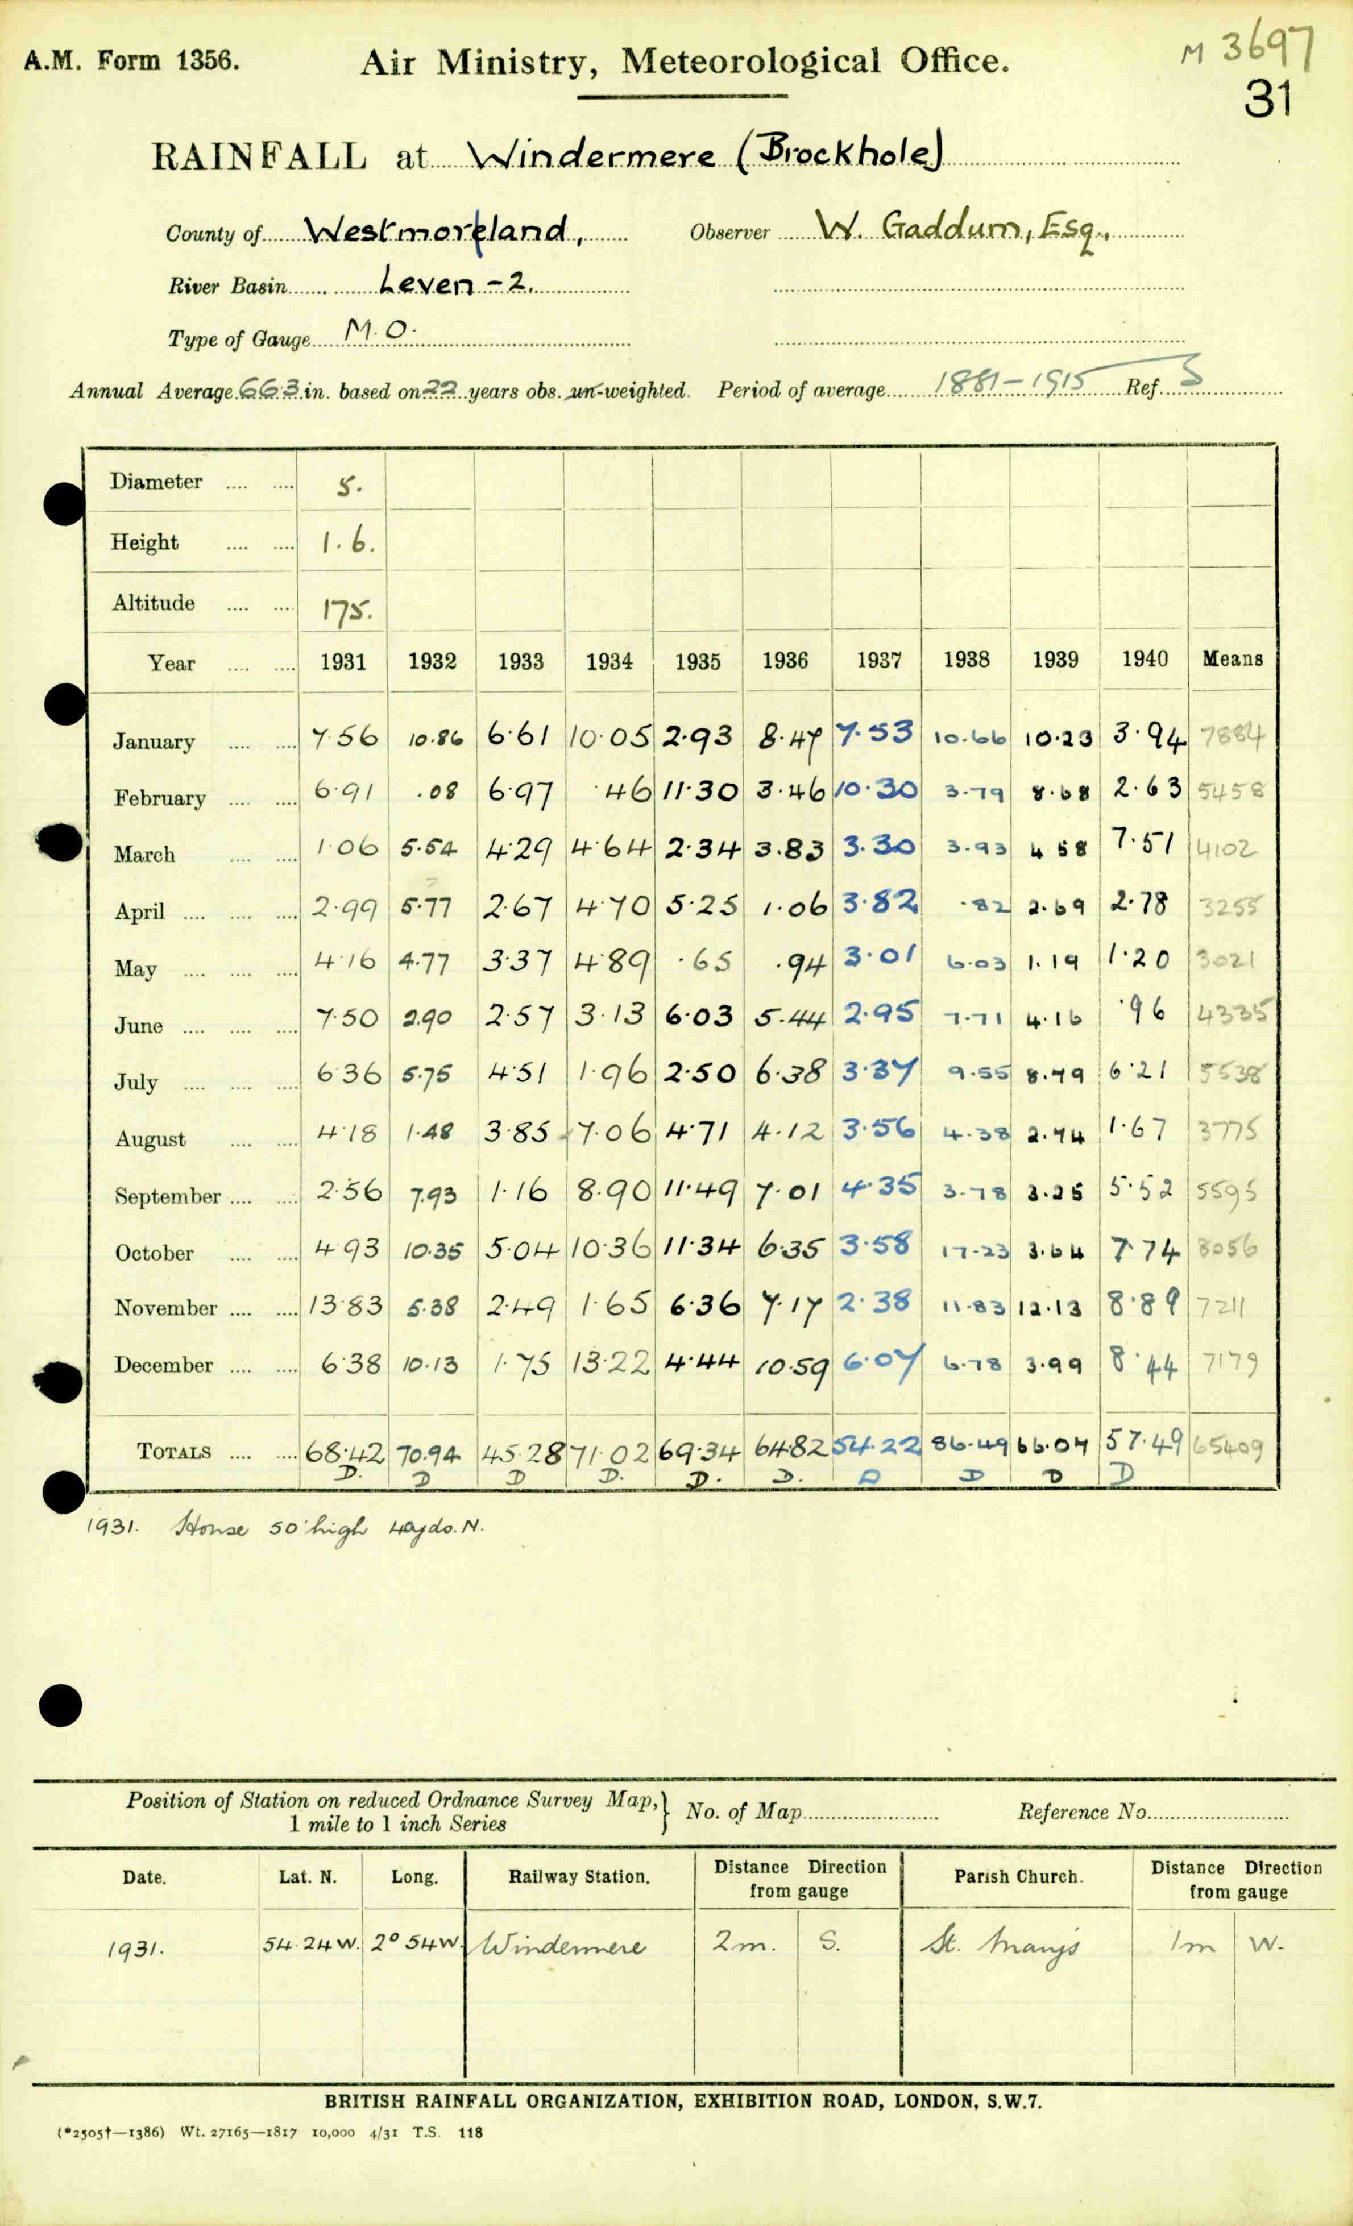 A.M. Form 1356.
Air Ministry, Meteorological Office.
M 3697
31
RAINFALL at Windermere (Brockhole)
County of Westmorland, Observer W. Gaddum, Esq.,
River Basin Leven - 2.
Type of Gauge M.O.
Annual Average 66.3 in. based on 22 years obs. un-weighted. Period of average 1881-1915 Ref. S
Diameter .... .... 5.
Height .... .... 1.6.
Altitude .... .... 175.
Year .... .... 1931 1932 1933 1934 1935 1936 1937 1938 1939 1940 Means
January .... .... 7.56 10.86 6.61 10.05 2.93 8.47 7.53 10.66 10.23 3.94 7884
February .... .... 6.91 .08 6.97 .46 11.30 3.46 10.30 3.79 8.68 2.63 5458
March .... .... 1.06 5.54 4.29 4.64 2.34 3.83 3.30 3.93 4.58 7.51 4102
April .... .... .... 2.99 5.77 2.67 4.70 5.25 1.06 3.82 .82 2.69 2.78 3255
May .... .... .... 4.16 4.77 3.37 4.89 .65 .94 3.01 6.03 1.19 1.20 3021
June .... .... .... 7.50 2.90 2.57 3.13 6.03 5.44 2.95 7.71 4.16 .96 4335
July .... .... .... 6.36 5.75 4.51 1.96 2.50 6.38 3.37 9.55 8.79 6.21 5538
August .... .... 4.18 1.48 3.85 7.06 4.71 4.12 3.56 4.38 2.74 1.67 3775
September .... .... 2.56 7.93 1.16 8.90 11.49 7.01 4.35 3.78 3.25 5.52 5595
October .... .... 4.93 10.35 5.04 10.36 11.34 6.35 3.58 17.23 3.64 7.74 8056
November .... .... 13.83 5.38 2.49 1.65 6.36 7.17 2.38 11.83 12.13 8.89 7211
December .... .... 6.38 10.13 1.75 13.22 4.44 10.59 6.07 6.78 3.99 8.44 7179
TOTALS .... .... 68.42 70.94 45.28 71.02 69.34 64.82 54.22 86.49 66.07 57.49 65409
D. D D D. D. D. D D D D
1931. House 50' high 40yds. N.
Position of Station on reduced Ordnance Survey Map, } No. of Map Reference No.
1 mile to 1 inch Series
Date. Lat. N. Long. Railway Station. Distance Direction from gauge Parish Church. Distance Direction from gauge
1931. 54 24 W. 2° 54 W. Windermere 2 m. S. St. Mary's 1 m W.
BRITISH RAINFALL ORGANIZATION, EXHIBITION ROAD, LONDON, S.W.7.
(*2505†—1386) Wt. 27165—1817 10,000 4/31 T.S. 118